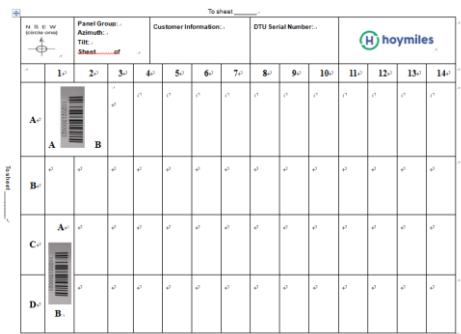 To sheet
N S E W
(circle one)
Panel Group:
Azimuth:
Tilt:
Sheet of
Customer Information:
DTU Serial Number:
hoymiles
1 2 3 4 5 6 7 8 9 10 11 12 13 14
A
A B
B
C
A
D
B
To sheet